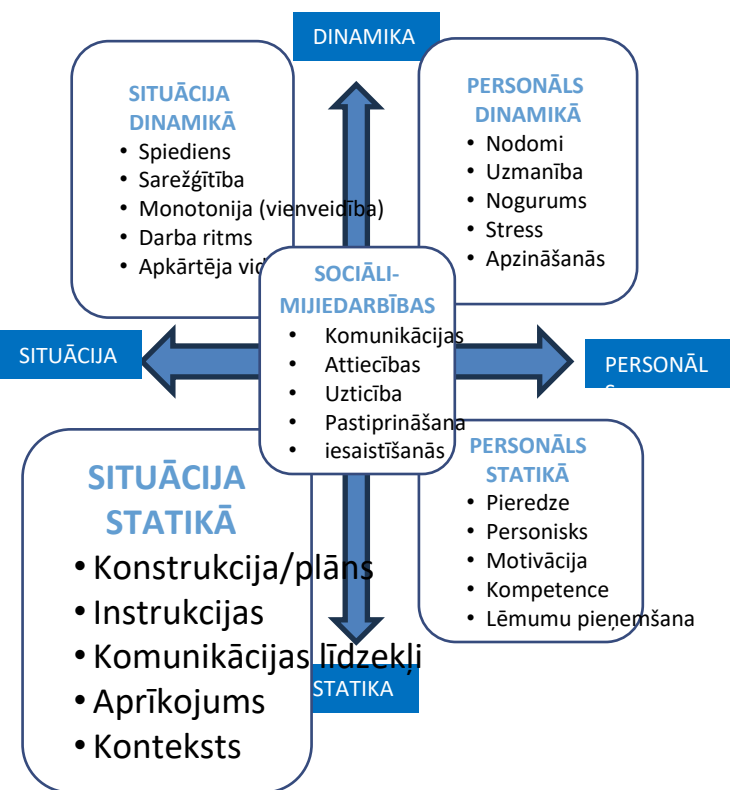 DINAMIKA
SITUĀCIJA
DINAMIKĀ
• Spiediens
• Sarežģītība
• Monotonija (vienveidība)
• Darba ritms
• Apkārtēja vid
PERSONĀLS
DINAMIKĀ
• Nodomi
• Uzmanība
• Nogurums
• Stress
• Apzināšanās
SOCIĀLI-
MIJIEDARBĪBAS
• Komunikācijas
• Attiecības
• Uzticība
• Pastiprināšana
• iesaistīšanās
SITUĀCIJA
PERSONĀL
SITUĀCIJA
STATIKĀ
• Konstrukcija/plāns
• Instrukcijas
• Komunikācijas līdzekļi
• Aprīkojums
• Konteksts
PERSONĀLS
STATIKĀ
• Pieredze
• Personisks
• Motivācija
• Kompetence
• Lēmumu pieņemšana
STATIKA